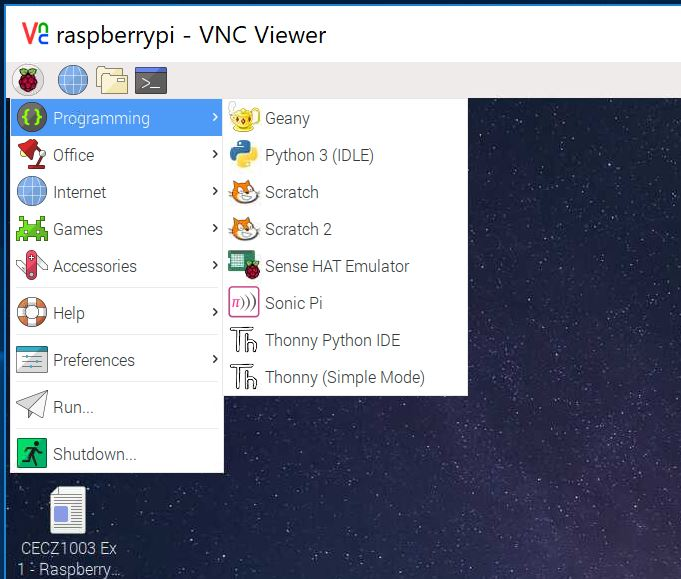 raspberrypi - VNC Viewer
Programming
Office
Internet
Games
Accessories
Help
Preferences
Run...
Shutdown...
Geany
Python 3 (IDLE)
Scratch
Scratch 2
Sense HAT Emulator
Sonic Pi
Thonny Python IDE
Thonny (Simple Mode)
CECZ1003 Ex
1 - Raspberry...